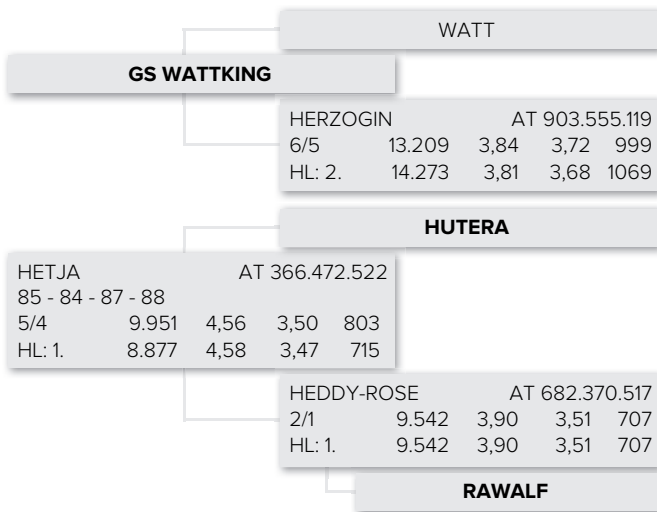 WATT
GS WATTKING
HERZOGIN AT 903.555.119
6/5 13.209 3,84 3,72 999
HL: 2. 14.273 3,81 3,68 1069
HUTERA
HETJA AT 366.472.522
85 - 84 - 87 - 88
5/4 9.951 4,56 3,50 803
HL: 1. 8.877 4,58 3,47 715
HEDDY-ROSE AT 682.370.517
2/1 9.542 3,90 3,51 707
HL: 1. 9.542 3,90 3,51 707
RAWALF